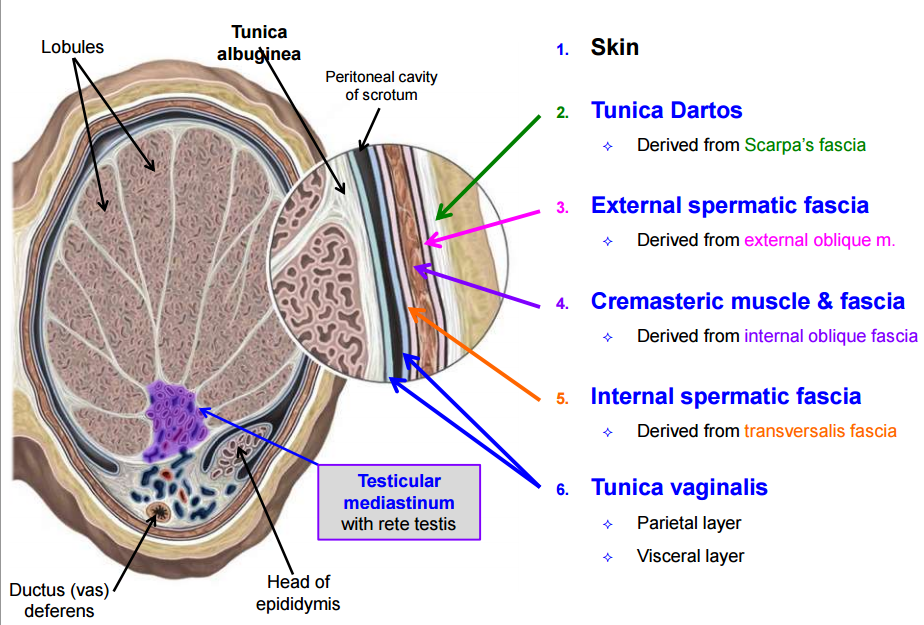 Lobules
Tunica
albuginea
Peritoneal cavity
of scrotum
1. Skin
2. Tunica Dartos
✧ Derived from Scarpa's fascia
3. External spermatic fascia
✧ Derived from external oblique m.
4. Cremasteric muscle & fascia
✧ Derived from internal oblique fascia
5. Internal spermatic fascia
✧ Derived from transversalis fascia
6. Tunica vaginalis
✧ Parietal layer
✧ Visceral layer
Testicular
mediastinum
with rete testis
Ductus (vas)
deferens
Head of
epididymis